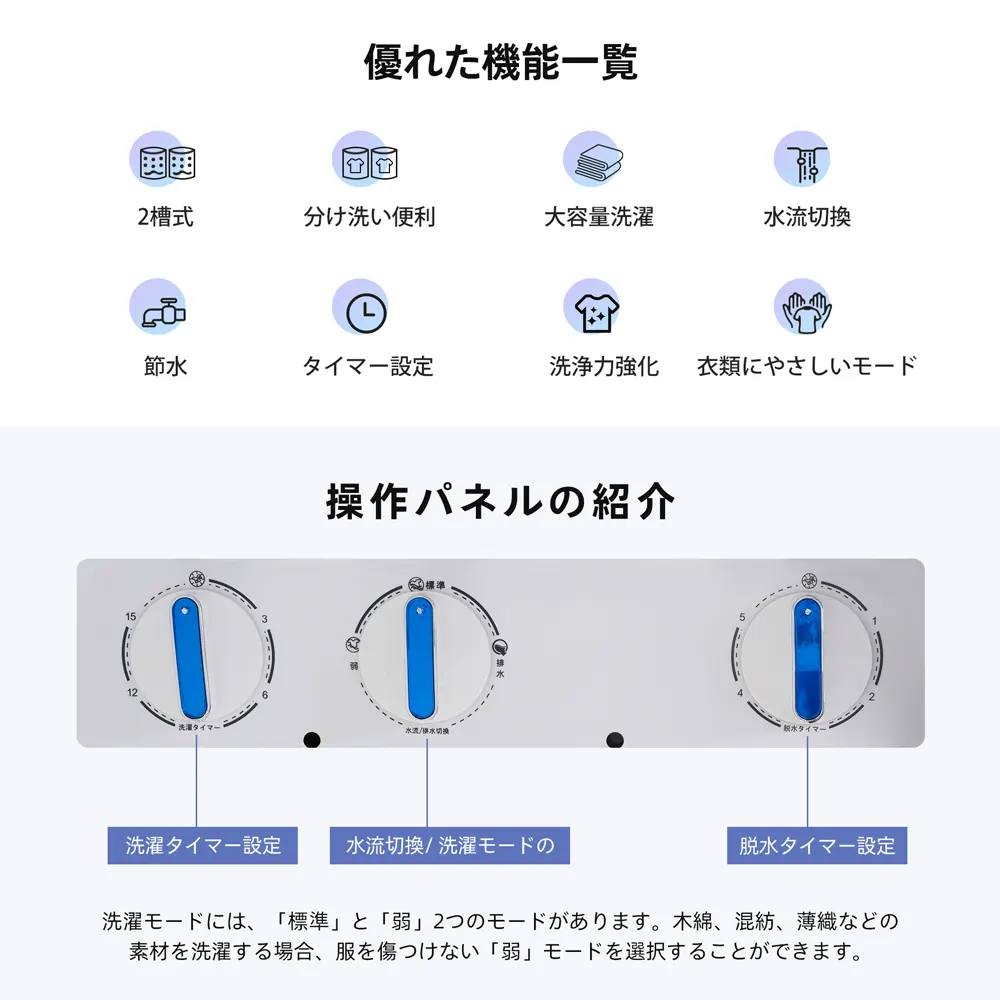 優れた機能一覧
2槽式
分け洗い便利
大容量洗濯
水流切換
節水
タイマー設定
洗浄力強化
衣類にやさしいモード
操作パネルの紹介
15
3
12
6
洗濯タイマー
標準
弱
排水
水流/排水切換
5
1
4
2
脱水タイマー
洗濯タイマー設定
水流切換/ 洗濯モードの
脱水タイマー設定
洗濯モードには、「標準」と「弱」2つのモードがあります。木綿、混紡、薄織などの
素材を洗濯する場合、服を傷つけない「弱」モードを選択することができます。